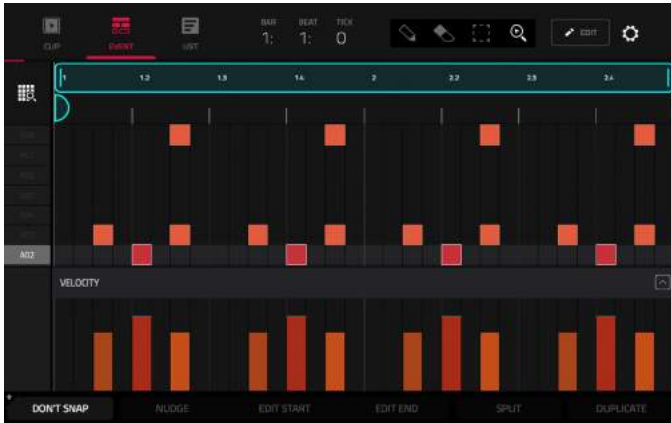 BAR BEAT TICK
1: 1: 0
CLIP EVENT LIST
EDIT
1 1.2 1.3 1.4 2 2.2 2.3 2.4
A02
VELOCITY
DON'T SNAP NUDGE EDIT START EDIT END SPLIT DUPLICATE